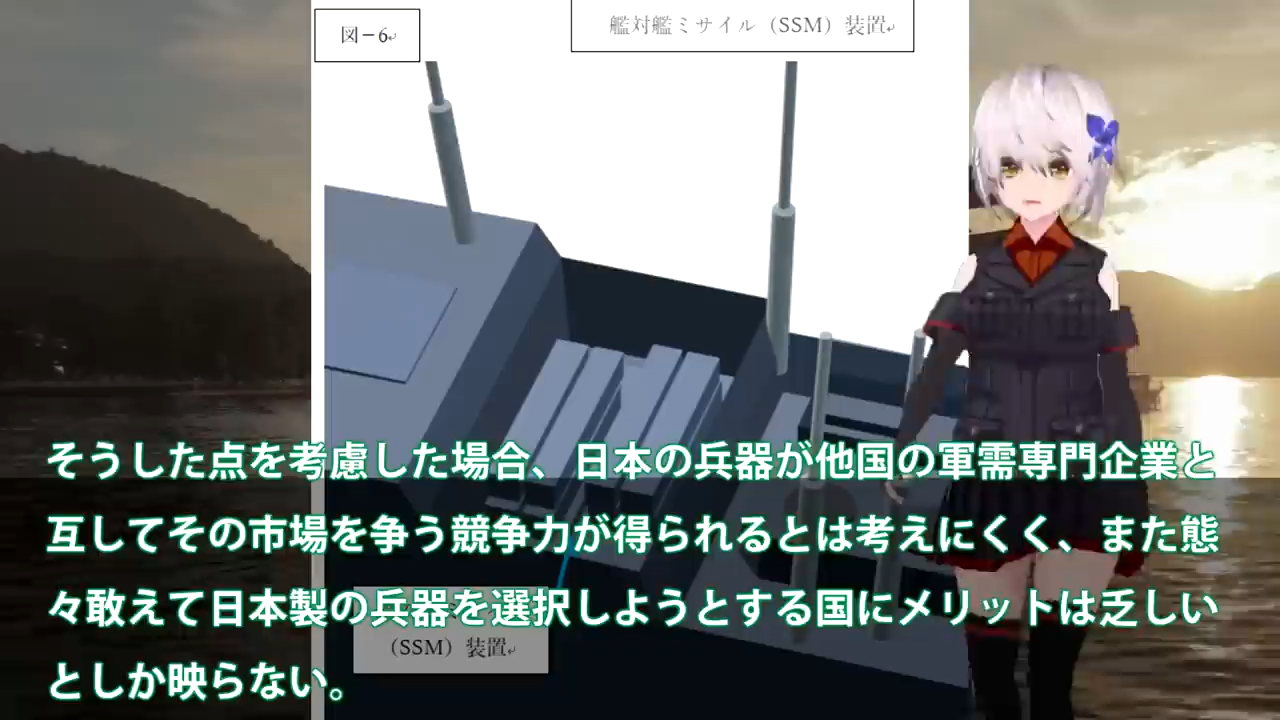 図－6
艦対艦ミサイル（SSM）装置
そうした点を考慮した場合、日本の兵器が他国の軍需専門企業と
互してその市場を争う競争力が得られるとは考えにくく、また態
々敢えて日本製の兵器を選択しようとする国にメリットは乏しい
（SSM）装置
としか映らない。